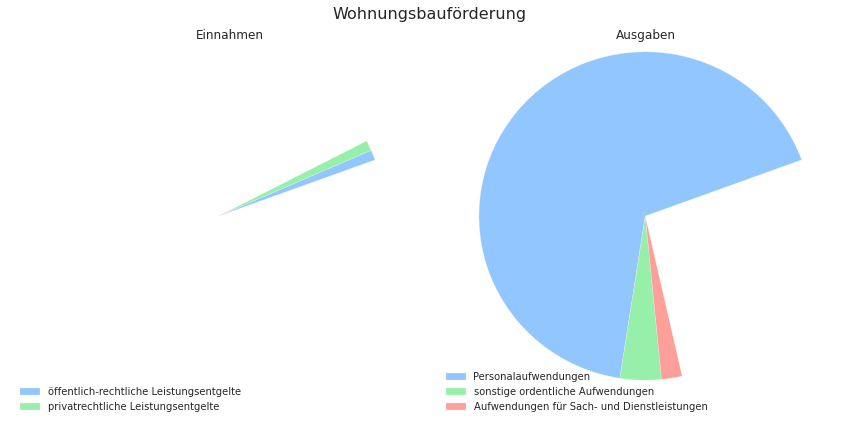 Wohnungsbauförderung
Einnahmen
Ausgaben
öffentlich-rechtliche Leistungsentgelte
privatrechtliche Leistungsentgelte
Personalaufwendungen
sonstige ordentliche Aufwendungen
Aufwendungen für Sach- und Dienstleistungen